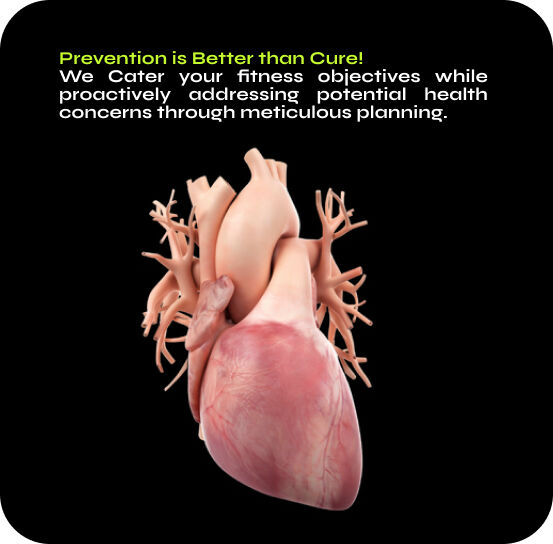 Prevention is Better than Cure!
We Cater your fitness objectives while
proactively addressing potential health
concerns through meticulous planning.